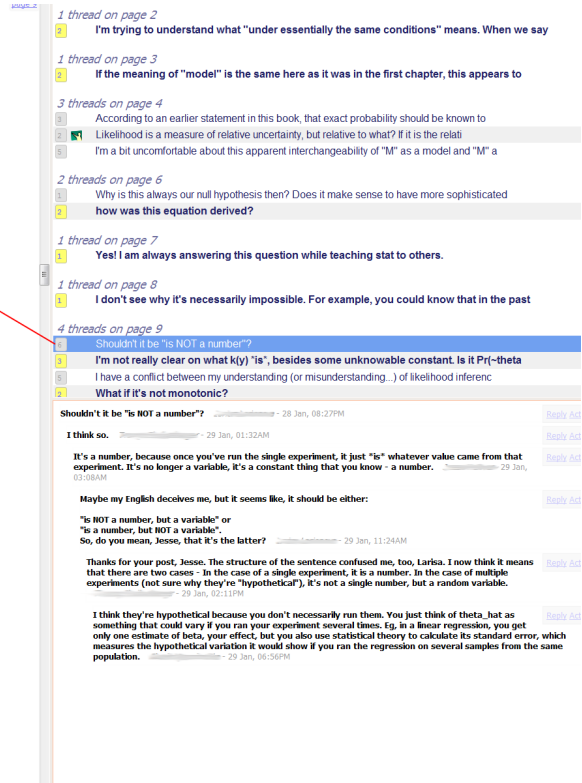 page 9
1 thread on page 2
2 I'm trying to understand what "under essentially the same conditions" means. When we say
1 thread on page 3
2 If the meaning of "model" is the same here as it was in the first chapter, this appears to
3 threads on page 4
3 According to an earlier statement in this book, that exact probability should be known to
2 Likelihood is a measure of relative uncertainty, but relative to what? If it is the relati
5 I'm a bit uncomfortable about this apparent interchangeability of "M" as a model and "M" a
2 threads on page 6
1 Why is this always our null hypothesis then? Does it make sense to have more sophisticated
2 how was this equation derived?
1 thread on page 7
1 Yes! I am always answering this question while teaching stat to others.
1 thread on page 8
1 I don't see why it's necessarily impossible. For example, you could know that in the past
4 threads on page 9
6 Shouldn't it be "is NOT a number"?
3 I'm not really clear on what k(y) *is*, besides some unknowable constant. Is it Pr(~theta
5 I have a conflict between my understanding (or misunderstanding...) of likelihood inferenc
2 What if it's not monotonic?
Shouldn't it be "is NOT a number"? - 28 Jan, 08:27PM Reply Act
I think so. - 29 Jan, 01:32AM Reply Act
It's a number, because once you've run the single experiment, it just *is* whatever value came from that Reply Act
experiment. It's no longer a variable, it's a constant thing that you know - a number. - 29 Jan,
03:08AM
Maybe my English deceives me, but it seems like, it should be either: Reply Act
"is NOT a number, but a variable" or
"is a number, but NOT a variable".
So, do you mean, Jesse, that it's the latter? - 29 Jan, 11:24AM
Thanks for your post, Jesse. The structure of the sentence confused me, too, Larisa. I now think it means Reply Act
that there are two cases - In the case of a single experiment, it is a number. In the case of multiple
experiments (not sure why they're "hypothetical"), it's not a single number, but a random variable.
- 29 Jan, 02:11PM
I think they're hypothetical because you don't necessarily run them. You just think of theta_hat as Reply Act
something that could vary if you ran your experiment several times. Eg, in a linear regression, you get
only one estimate of beta, your effect, but you also use statistical theory to calculate its standard error, which
measures the hypothetical variation it would show if you ran the regression on several samples from the same
population. - 29 Jan, 06:56PM